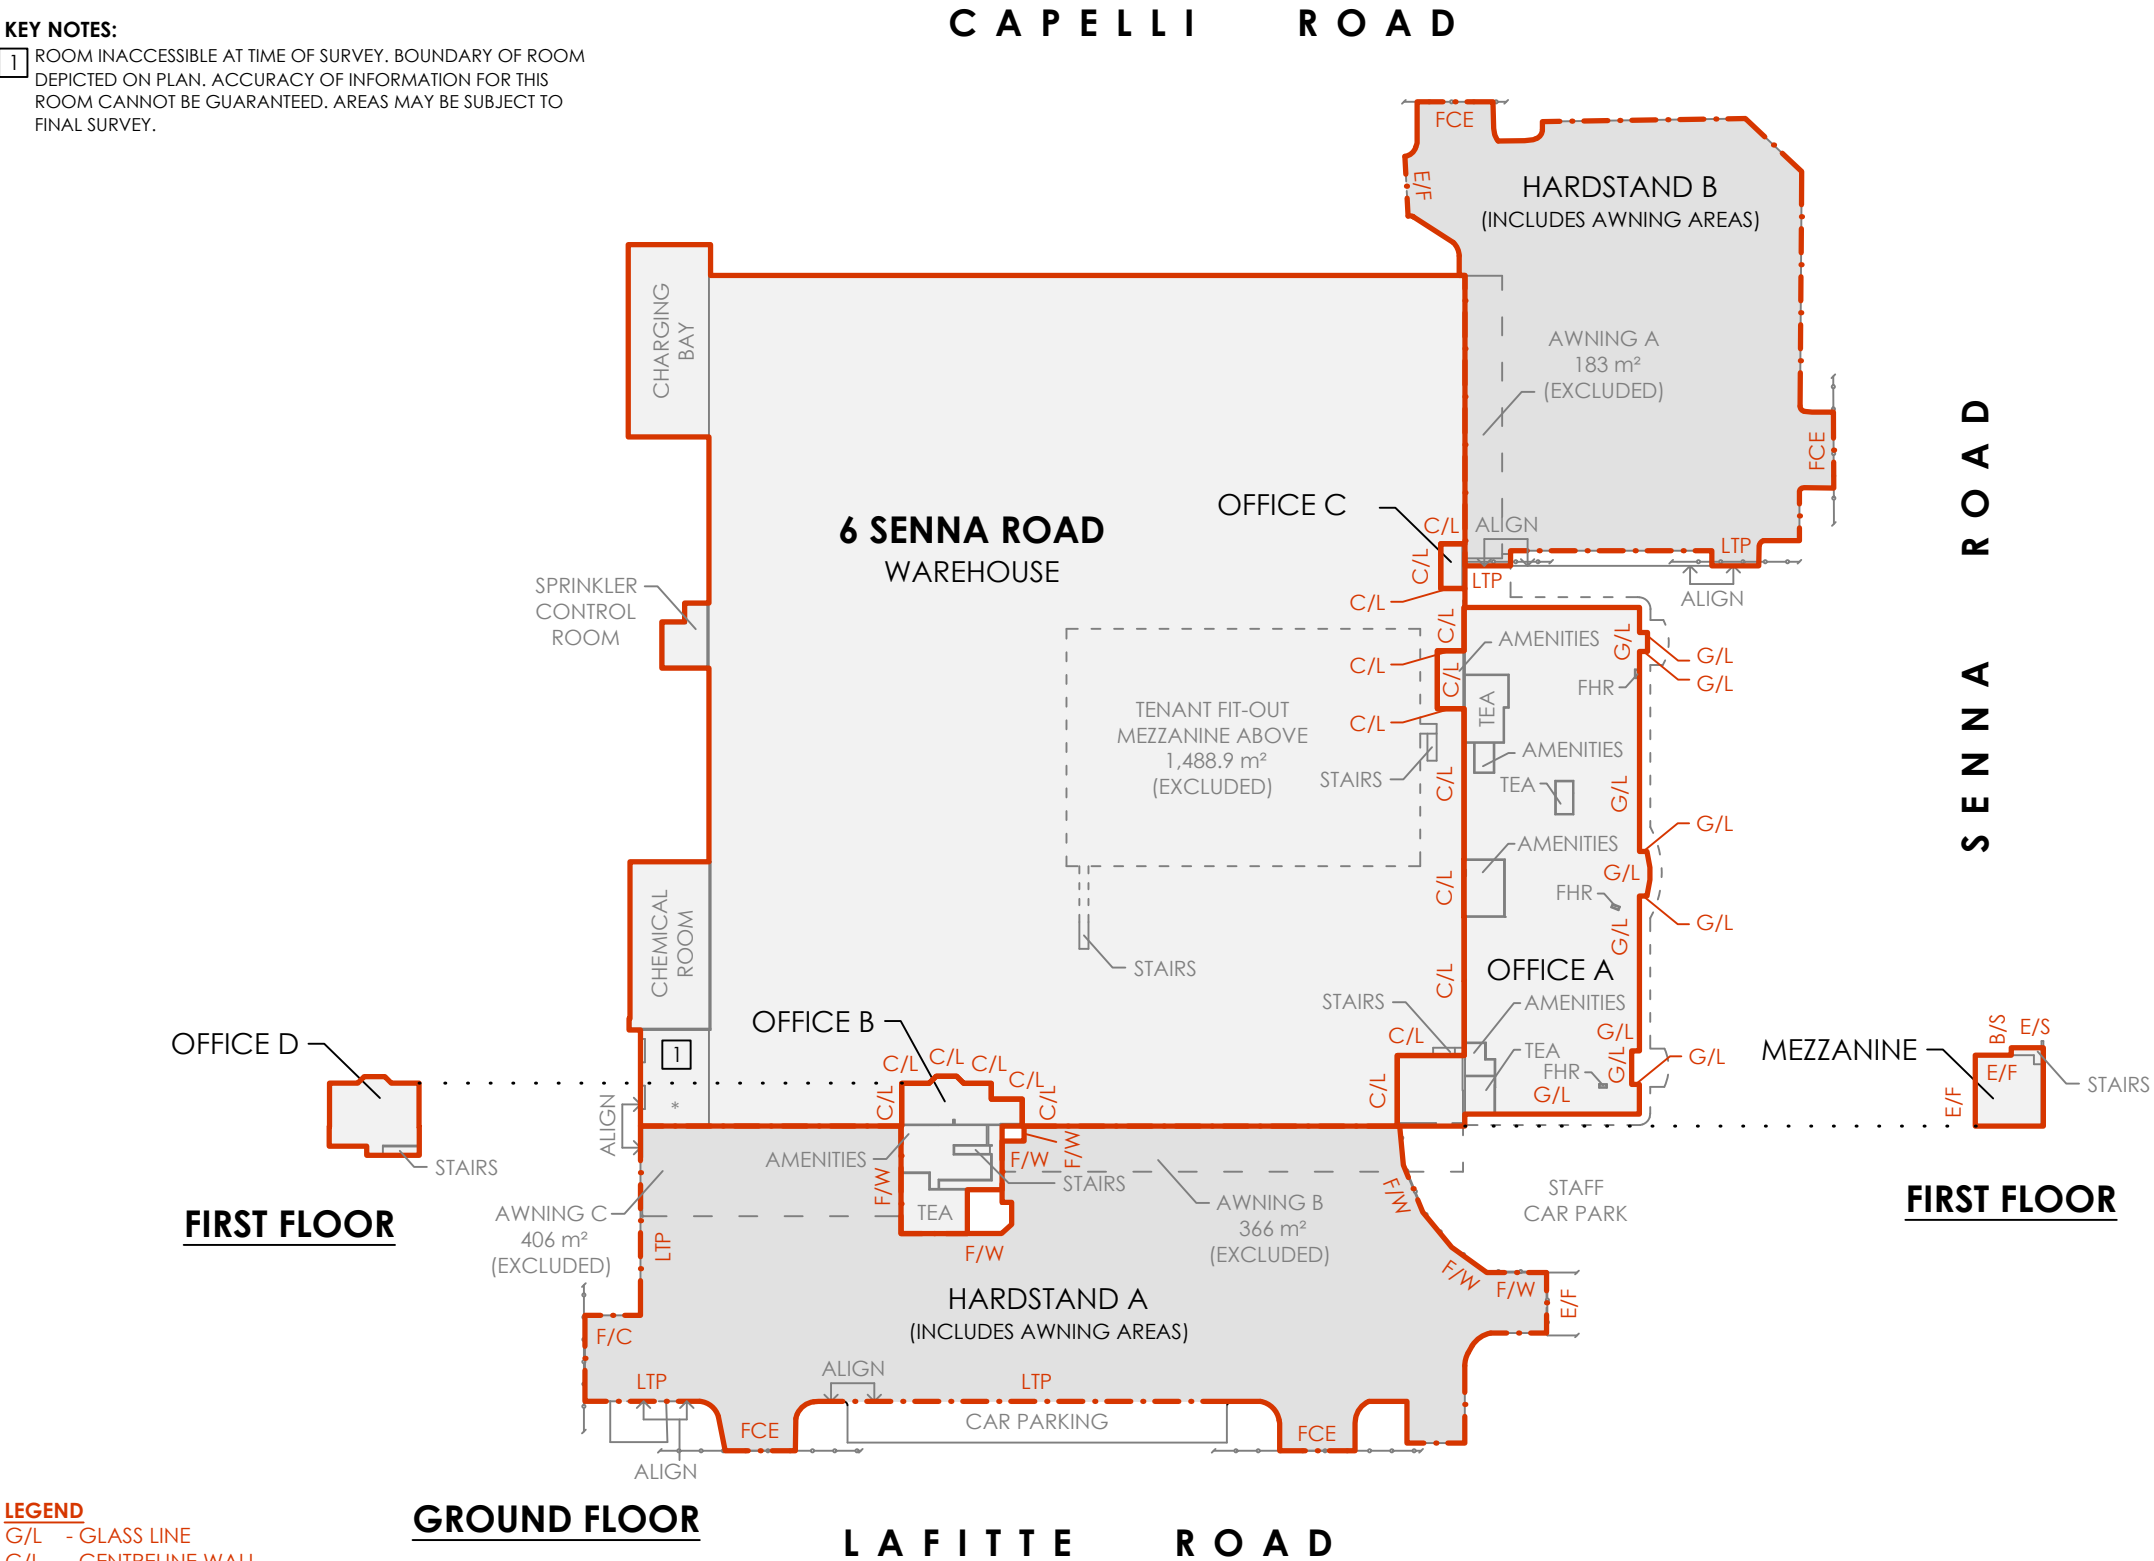 CAPELLI ROAD
KEY NOTES:
1 ROOM INACCESSIBLE AT TIME OF SURVEY. BOUNDARY OF ROOM
DEPICTED ON PLAN. ACCURACY OF INFORMATION FOR THIS
ROOM CANNOT BE GUARANTEED. AREAS MAY BE SUBJECT TO
FINAL SURVEY.
FCE
E/F
HARDSTAND B
(INCLUDES AWNING AREAS)
CHARGING
BAY
AWNING A
183 m²
(EXCLUDED)
FCE
SENNA ROAD
OFFICE C
6 SENNA ROAD
WAREHOUSE
C/L
ALIGN
C/L
LTP
LTP
ALIGN
SPRINKLER
CONTROL
ROOM
C/L
C/L
AMENITIES
G/L
G/L
G/L
C/L
C/L
FHR
TEA
C/L
TENANT FIT-OUT
MEZZANINE ABOVE
1,488.9 m²
(EXCLUDED)
STAIRS
C/L
AMENITIES
TEA
G/L
G/L
AMENITIES
C/L
G/L
FHR
G/L
G/L
CHEMICAL
ROOM
STAIRS
C/L
OFFICE A
STAIRS
AMENITIES
OFFICE B
C/L
G/L
TEA
G/L
G/L
FHR
G/L
C/L
OFFICE D
1
*
C/L
C/L
C/L
C/L
C/L
C/L
MEZZANINE
B/S
E/S
E/F
E/F
STAIRS
ALIGN
STAIRS
FIRST FLOOR
AMENITIES
F/W
F/W
F/W
STAIRS
TEA
F/W
AWNING C
406 m²
(EXCLUDED)
LTP
AWNING B
366 m²
(EXCLUDED)
F/W
STAFF
CAR PARK
FIRST FLOOR
F/W
F/W
E/F
HARDSTAND A
(INCLUDES AWNING AREAS)
F/C
LTP
ALIGN
LTP
CAR PARKING
FCE
FCE
ALIGN
LEGEND
G/L - GLASS LINE
C/L - CENTRELINE WALL
GROUND FLOOR
LAFITTE ROAD